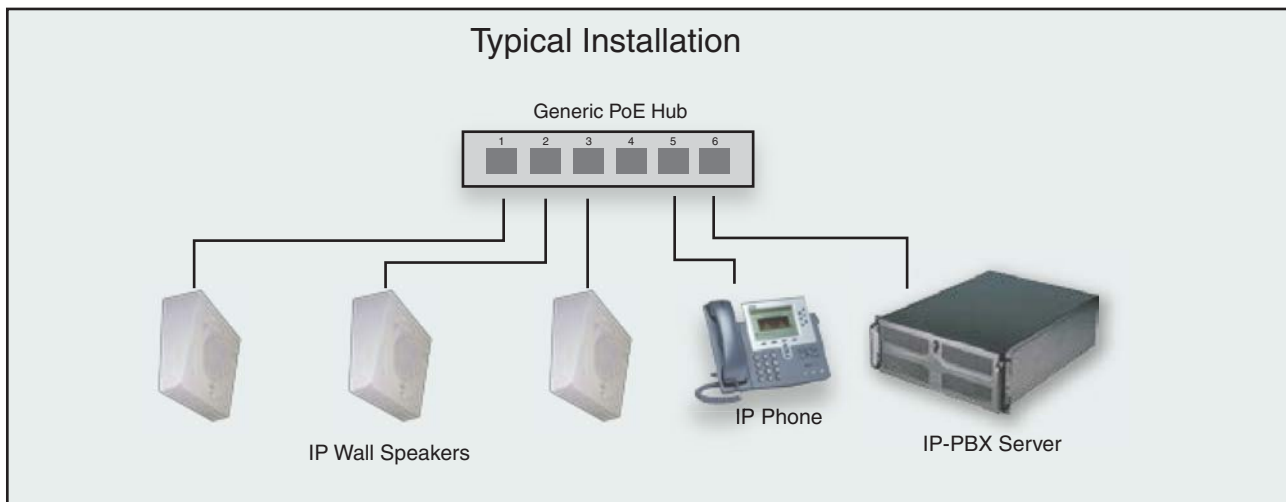 Typical Installation
Generic PoE Hub
1 2 3 4 5 6
IP Phone
IP Wall Speakers
IP-PBX Server